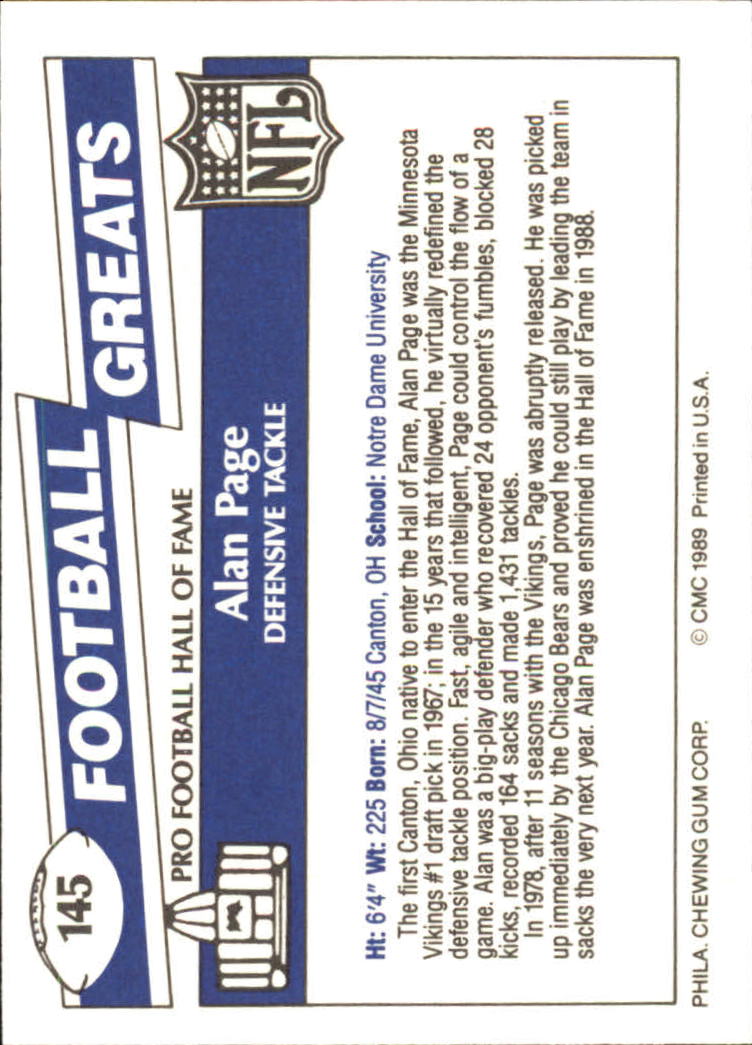 145
FOOTBALL
GREATS
PRO FOOTBALL HALL OF FAME
Alan Page
DEFENSIVE TACKLE
NFL
Ht: 6'4" Wt: 225 Born: 8/7/45 Canton, OH School: Notre Dame University
The first Canton, Ohio native to enter the Hall of Fame, Alan Page was the Minnesota
Vikings #1 draft pick in 1967; in the 15 years that followed, he virtually redefined the
defensive tackle position. Fast, agile and intelligent, Page could control the flow of a
game. Alan was a big-play defender who recovered 24 opponent's fumbles, blocked 28
kicks, recorded 164 sacks and made 1,431 tackles.
In 1978, after 11 seasons with the Vikings, Page was abruptly released. He was picked
up immediately by the Chicago Bears and proved he could still play by leading the team in
sacks the very next year. Alan Page was enshrined in the Hall of Fame in 1988.
PHILA. CHEWING GUM CORP. © CMC 1989 Printed in U.S.A.